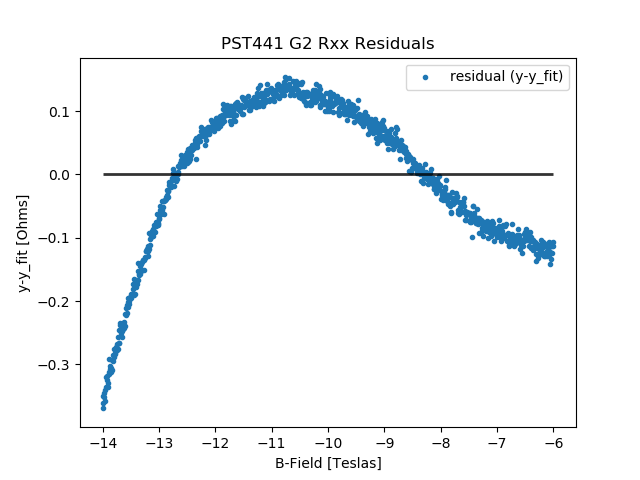 PST441 G2 Rxx Residuals
residual (y-y_fit)
y-y_fit [Ohms]
0.1
0.0
−0.1
−0.2
−0.3
−14 −13 −12 −11 −10 −9 −8 −7 −6
B-Field [Teslas]